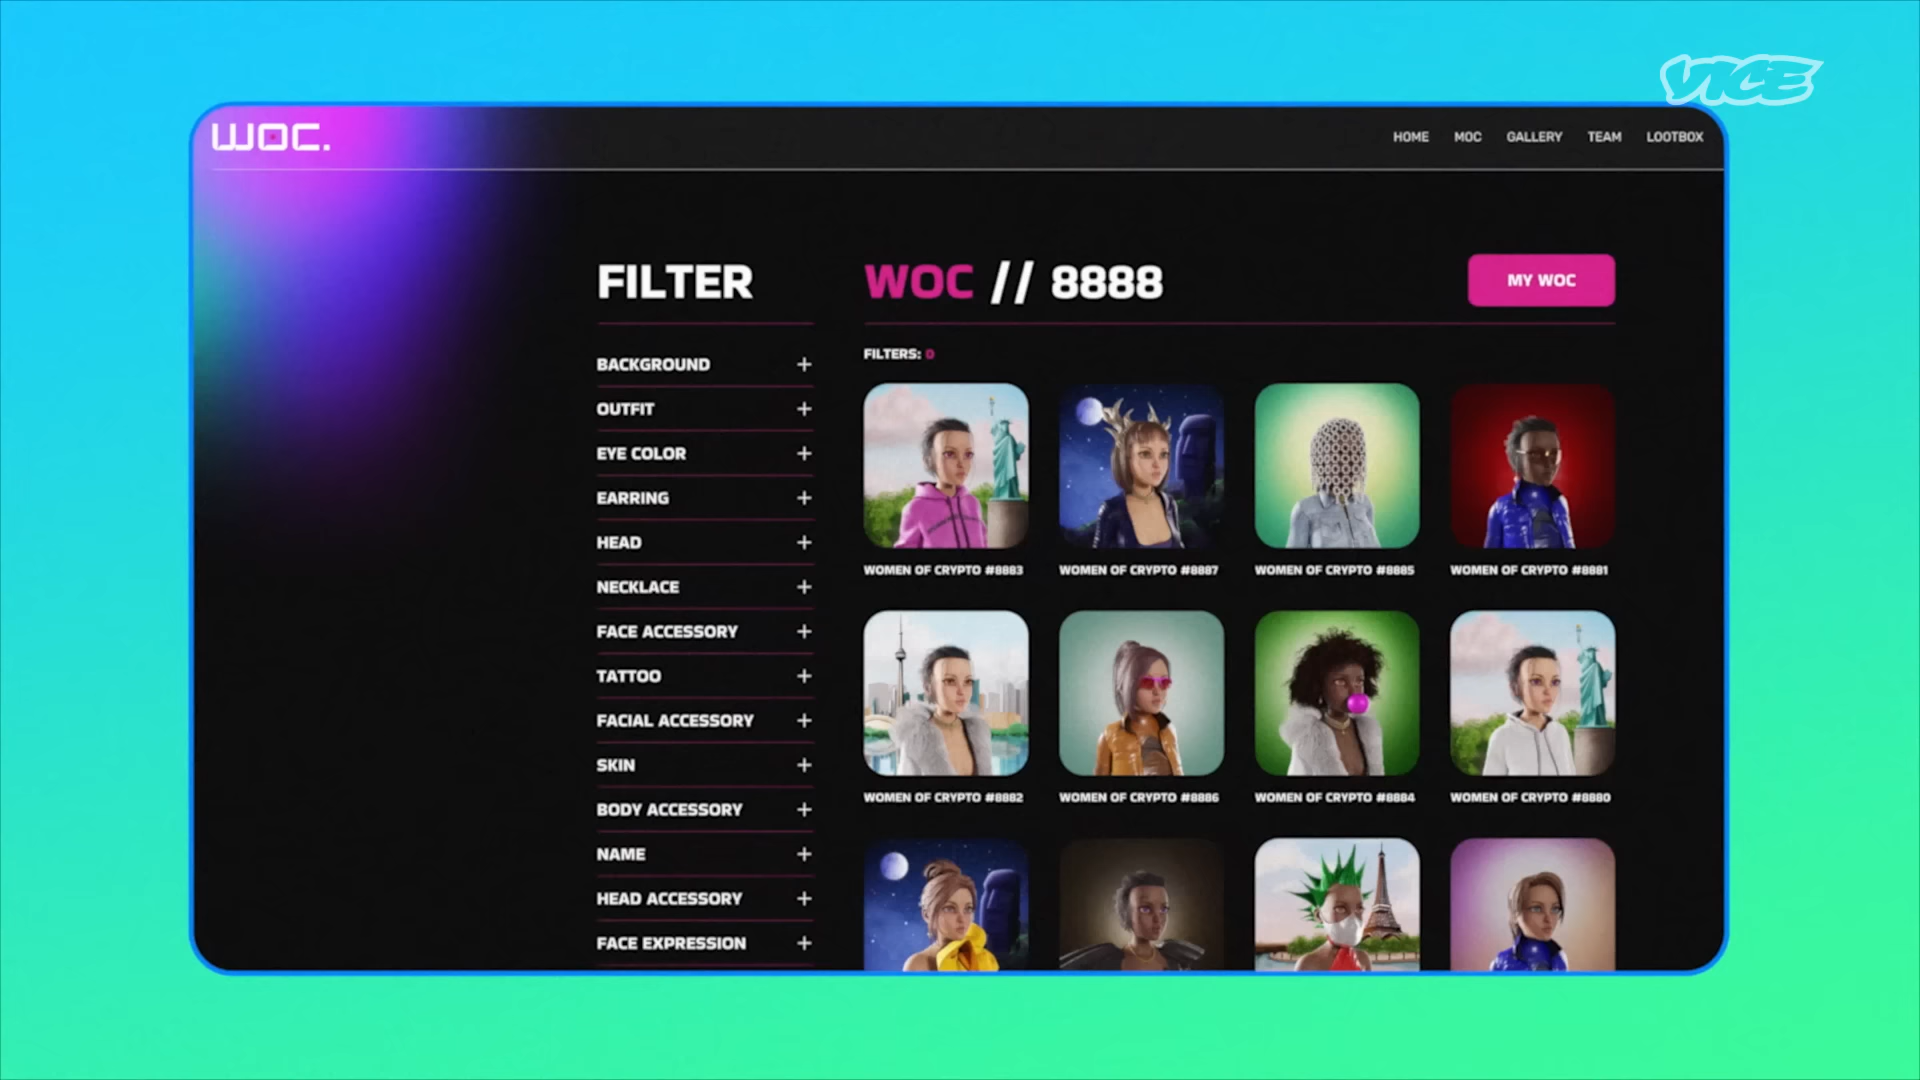 VICE
WOC.
HOME MOC GALLERY TEAM LOOTBOX
FILTER
WOC // 8888
MY WOC
FILTERS: 0
BACKGROUND +
OUTFIT +
EYE COLOR +
EARRING +
HEAD +
NECKLACE +
FACE ACCESSORY +
TATTOO +
FACIAL ACCESSORY +
SKIN +
BODY ACCESSORY +
NAME +
HEAD ACCESSORY +
FACE EXPRESSION +
WOMEN OF CRYPTO #8883
WOMEN OF CRYPTO #8887
WOMEN OF CRYPTO #8885
WOMEN OF CRYPTO #8881
WOMEN OF CRYPTO #8882
WOMEN OF CRYPTO #8886
WOMEN OF CRYPTO #8884
WOMEN OF CRYPTO #8880